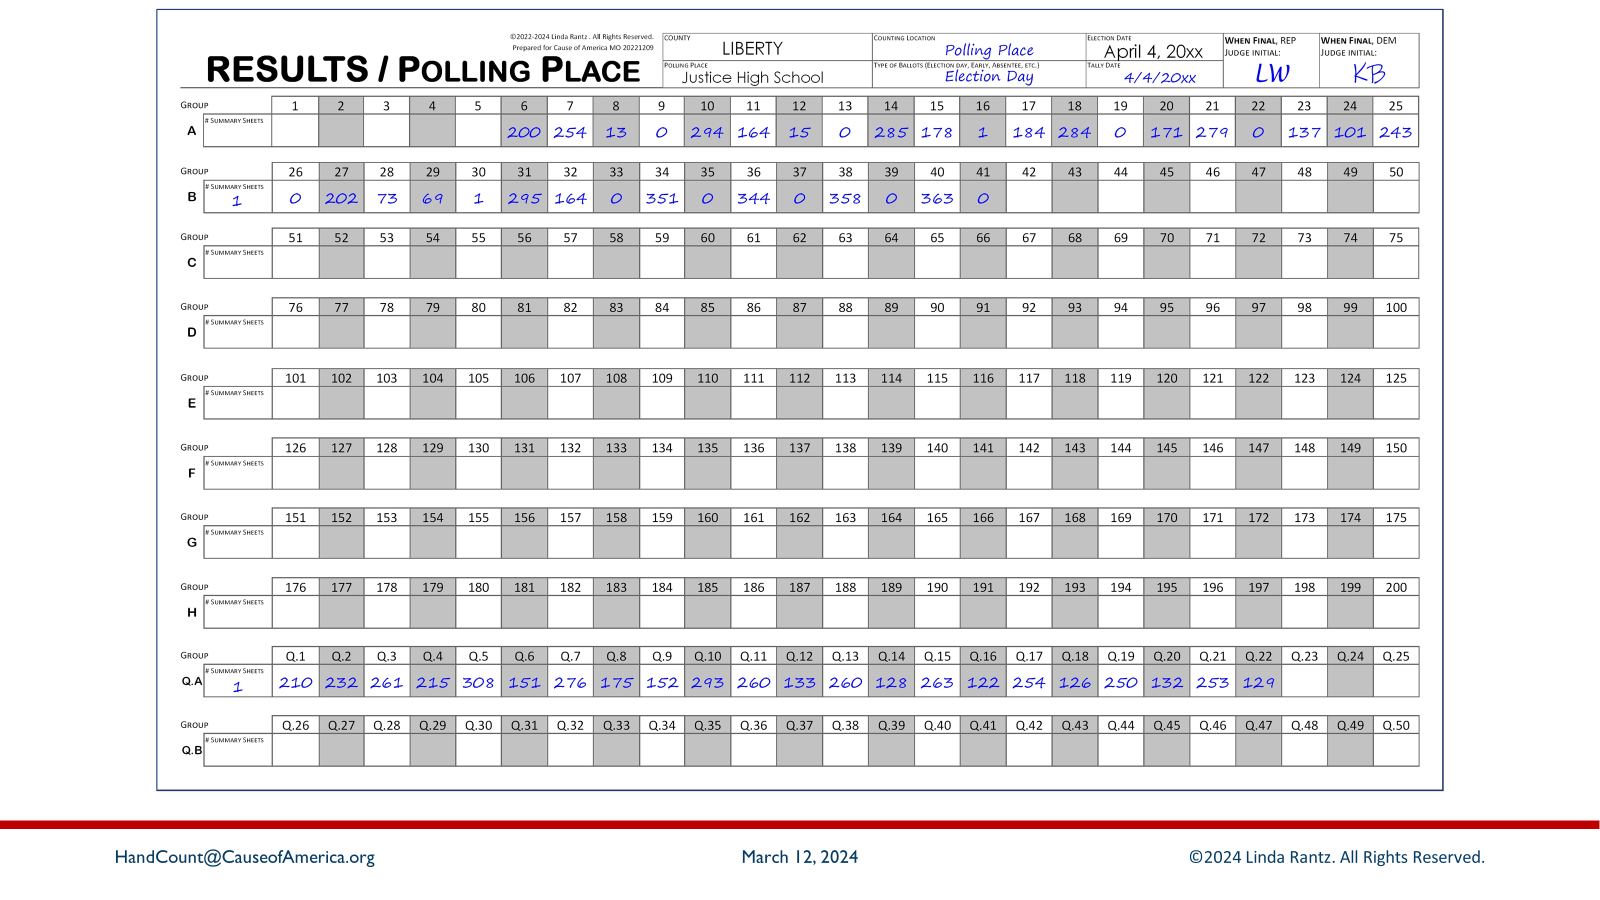 ©2022-2024 Linda Rantz . All Rights Reserved.
Prepared for Cause of America MO 20221209
RESULTS / POLLING PLACE
COUNTY
LIBERTY
POLLING PLACE
Justice High School
COUNTING LOCATION
Polling Place
TYPE OF BALLOTS (ELECTION DAY, EARLY, ABSENTEE, ETC.)
Election Day
ELECTION DATE
April 4, 20xx
TALLY DATE
4/4/20xx
WHEN FINAL, REP
JUDGE INITIAL:
LW
WHEN FINAL, DEM
JUDGE INITIAL:
KB
GROUP 1 2 3 4 5 6 7 8 9 10 11 12 13 14 15 16 17 18 19 20 21 22 23 24 25
# SUMMARY SHEETS
A 200 254 13 0 294 164 15 0 285 178 1 184 284 0 171 279 0 137 101 243
GROUP 26 27 28 29 30 31 32 33 34 35 36 37 38 39 40 41 42 43 44 45 46 47 48 49 50
# SUMMARY SHEETS
B 1 0 202 73 69 1 295 164 0 351 0 344 0 358 0 363 0
GROUP 51 52 53 54 55 56 57 58 59 60 61 62 63 64 65 66 67 68 69 70 71 72 73 74 75
# SUMMARY SHEETS
C
GROUP 76 77 78 79 80 81 82 83 84 85 86 87 88 89 90 91 92 93 94 95 96 97 98 99 100
# SUMMARY SHEETS
D
GROUP 101 102 103 104 105 106 107 108 109 110 111 112 113 114 115 116 117 118 119 120 121 122 123 124 125
# SUMMARY SHEETS
E
GROUP 126 127 128 129 130 131 132 133 134 135 136 137 138 139 140 141 142 143 144 145 146 147 148 149 150
# SUMMARY SHEETS
F
GROUP 151 152 153 154 155 156 157 158 159 160 161 162 163 164 165 166 167 168 169 170 171 172 173 174 175
# SUMMARY SHEETS
G
GROUP 176 177 178 179 180 181 182 183 184 185 186 187 188 189 190 191 192 193 194 195 196 197 198 199 200
# SUMMARY SHEETS
H
GROUP Q.1 Q.2 Q.3 Q.4 Q.5 Q.6 Q.7 Q.8 Q.9 Q.10 Q.11 Q.12 Q.13 Q.14 Q.15 Q.16 Q.17 Q.18 Q.19 Q.20 Q.21 Q.22 Q.23 Q.24 Q.25
# SUMMARY SHEETS
Q.A 1 210 232 261 215 308 151 276 175 152 293 260 133 260 128 263 122 254 126 250 132 253 129
GROUP Q.26 Q.27 Q.28 Q.29 Q.30 Q.31 Q.32 Q.33 Q.34 Q.35 Q.36 Q.37 Q.38 Q.39 Q.40 Q.41 Q.42 Q.43 Q.44 Q.45 Q.46 Q.47 Q.48 Q.49 Q.50
# SUMMARY SHEETS
Q.B
HandCount@CauseofAmerica.org
March 12, 2024
©2024 Linda Rantz. All Rights Reserved.